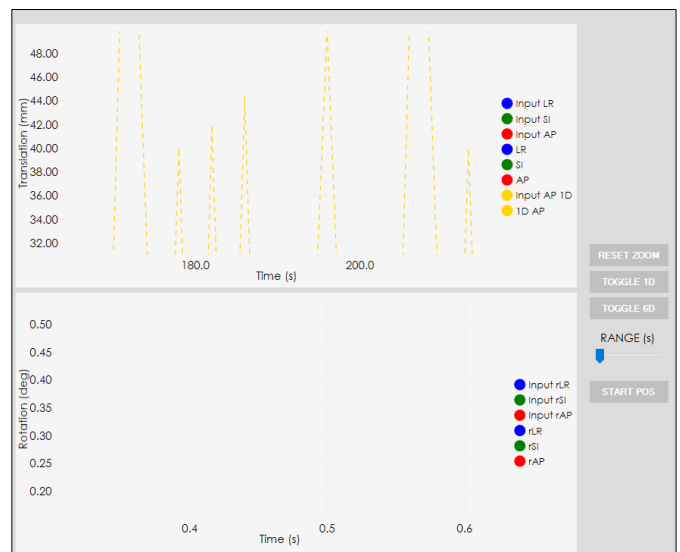 48.00
46.00
44.00
42.00
40.00
38.00
36.00
34.00
32.00
Translation (mm)
180.0
200.0
Time (s)
Input LR
Input SI
Input AP
LR
SI
AP
Input AP 1D
1D AP
0.50
0.45
0.40
0.35
0.30
0.25
0.20
Rotation (deg)
0.4
0.5
0.6
Time (s)
Input rLR
Input rSI
Input rAP
rLR
rSI
rAP
RESET ZOOM
TOGGLE 1D
TOGGLE 6D
RANGE (s)
START POS